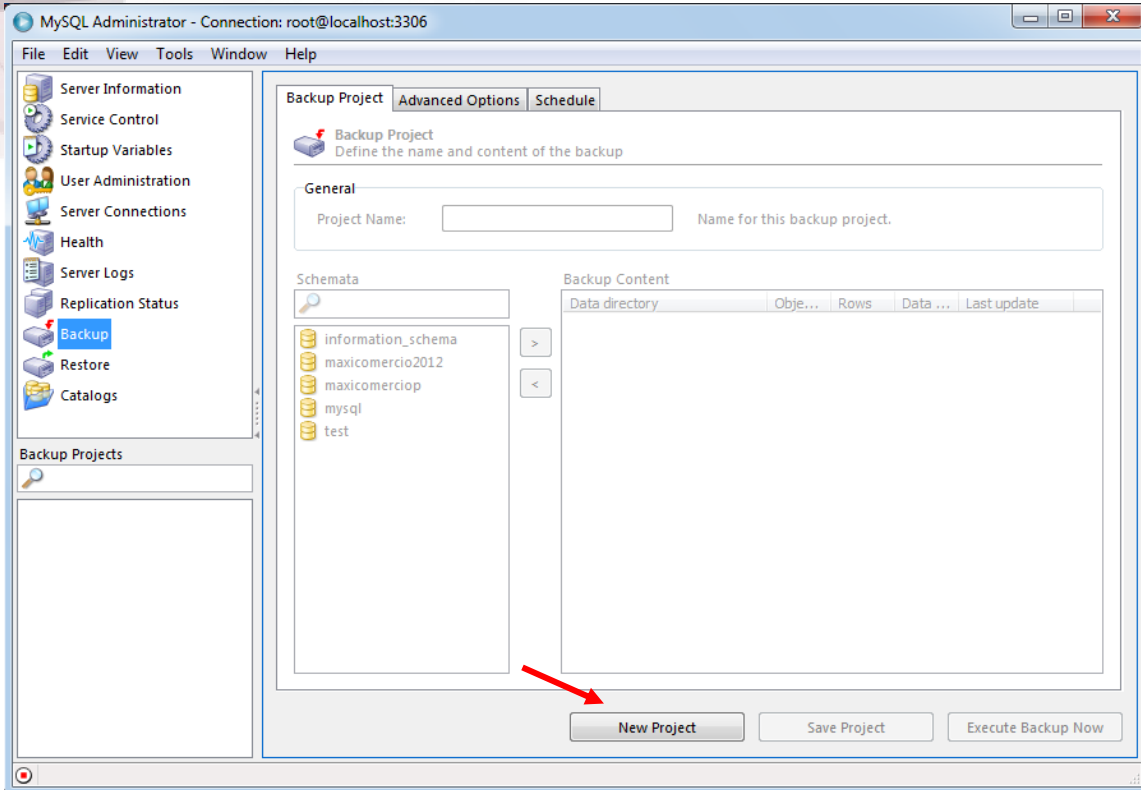 MySQL Administrator - Connection: root@localhost:3306
File Edit View Tools Window Help
Server Information
Service Control
Startup Variables
User Administration
Server Connections
Health
Server Logs
Replication Status
Backup
Restore
Catalogs
Backup Projects
Backup Project Advanced Options Schedule
Backup Project
Define the name and content of the backup
General
Project Name: Name for this backup project.
Schemata
information_schema
maxicomercio2012
maxicomerciop
mysql
test
>
<
Backup Content
Data directory Obje... Rows Data ... Last update
New Project Save Project Execute Backup Now